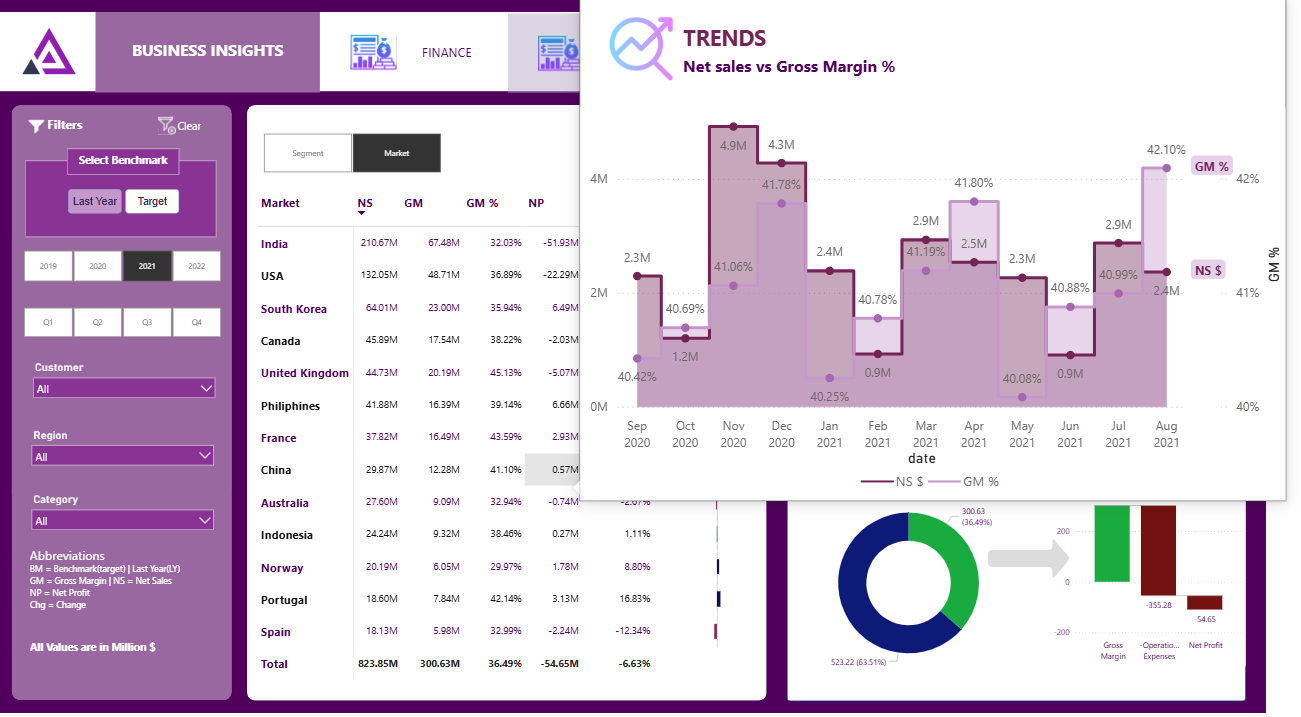 BUSINESS INSIGHTS
FINANCE
TRENDS
Net sales vs Gross Margin %
Filters
Clear
Select Benchmark
Last Year
Target
2019
2020
2021
2022
Q1
Q2
Q3
Q4
Customer
All
Region
All
Category
All
Abbreviations
BM = Benchmark(target) | Last Year(LY)
GM = Gross Margin | NS = Net Sales
NP = Net Profit
Chg = Change
All Values are in Million $
Segment
Market
Market NS GM GM % NP
India 210.67M 67.48M 32.03% -51.93M
USA 132.05M 48.71M 36.89% -22.29M
South Korea 64.01M 23.00M 35.94% 6.49M
Canada 45.89M 17.54M 38.22% -2.03M
United Kingdom 44.73M 20.19M 45.13% -5.07M
Philiphines 41.88M 16.39M 39.14% 6.66M
France 37.82M 16.49M 43.59% 2.93M
China 29.87M 12.28M 41.10% 0.57M
Australia 27.60M 9.09M 32.94% -0.74M -2.67%
Indonesia 24.24M 9.32M 38.46% 0.27M 1.11%
Norway 20.19M 6.05M 29.97% 1.78M 8.80%
Portugal 18.60M 7.84M 42.14% 3.13M 16.83%
Spain 18.13M 5.98M 32.99% -2.24M -12.34%
Total 823.85M 300.63M 36.49% -54.65M -6.63%
4M
2M
0M
2.3M
40.42%
40.69%
1.2M
4.9M
41.06%
4.3M
41.78%
2.4M
40.25%
40.78%
0.9M
2.9M
41.19%
41.80%
2.5M
2.3M
40.08%
40.88%
0.9M
2.9M
40.99%
42.10%
2.4M
GM %
NS $
42%
41%
40%
GM %
Sep Oct Nov Dec Jan Feb Mar Apr May Jun Jul Aug
2020 2020 2020 2020 2021 2021 2021 2021 2021 2021 2021 2021
date
NS $ GM %
300.63
(36.49%)
523.22 (63.51%)
200
0
-200
-355.28
-54.65
Gross
Margin
-Operatio...
Expenses
Net Profit